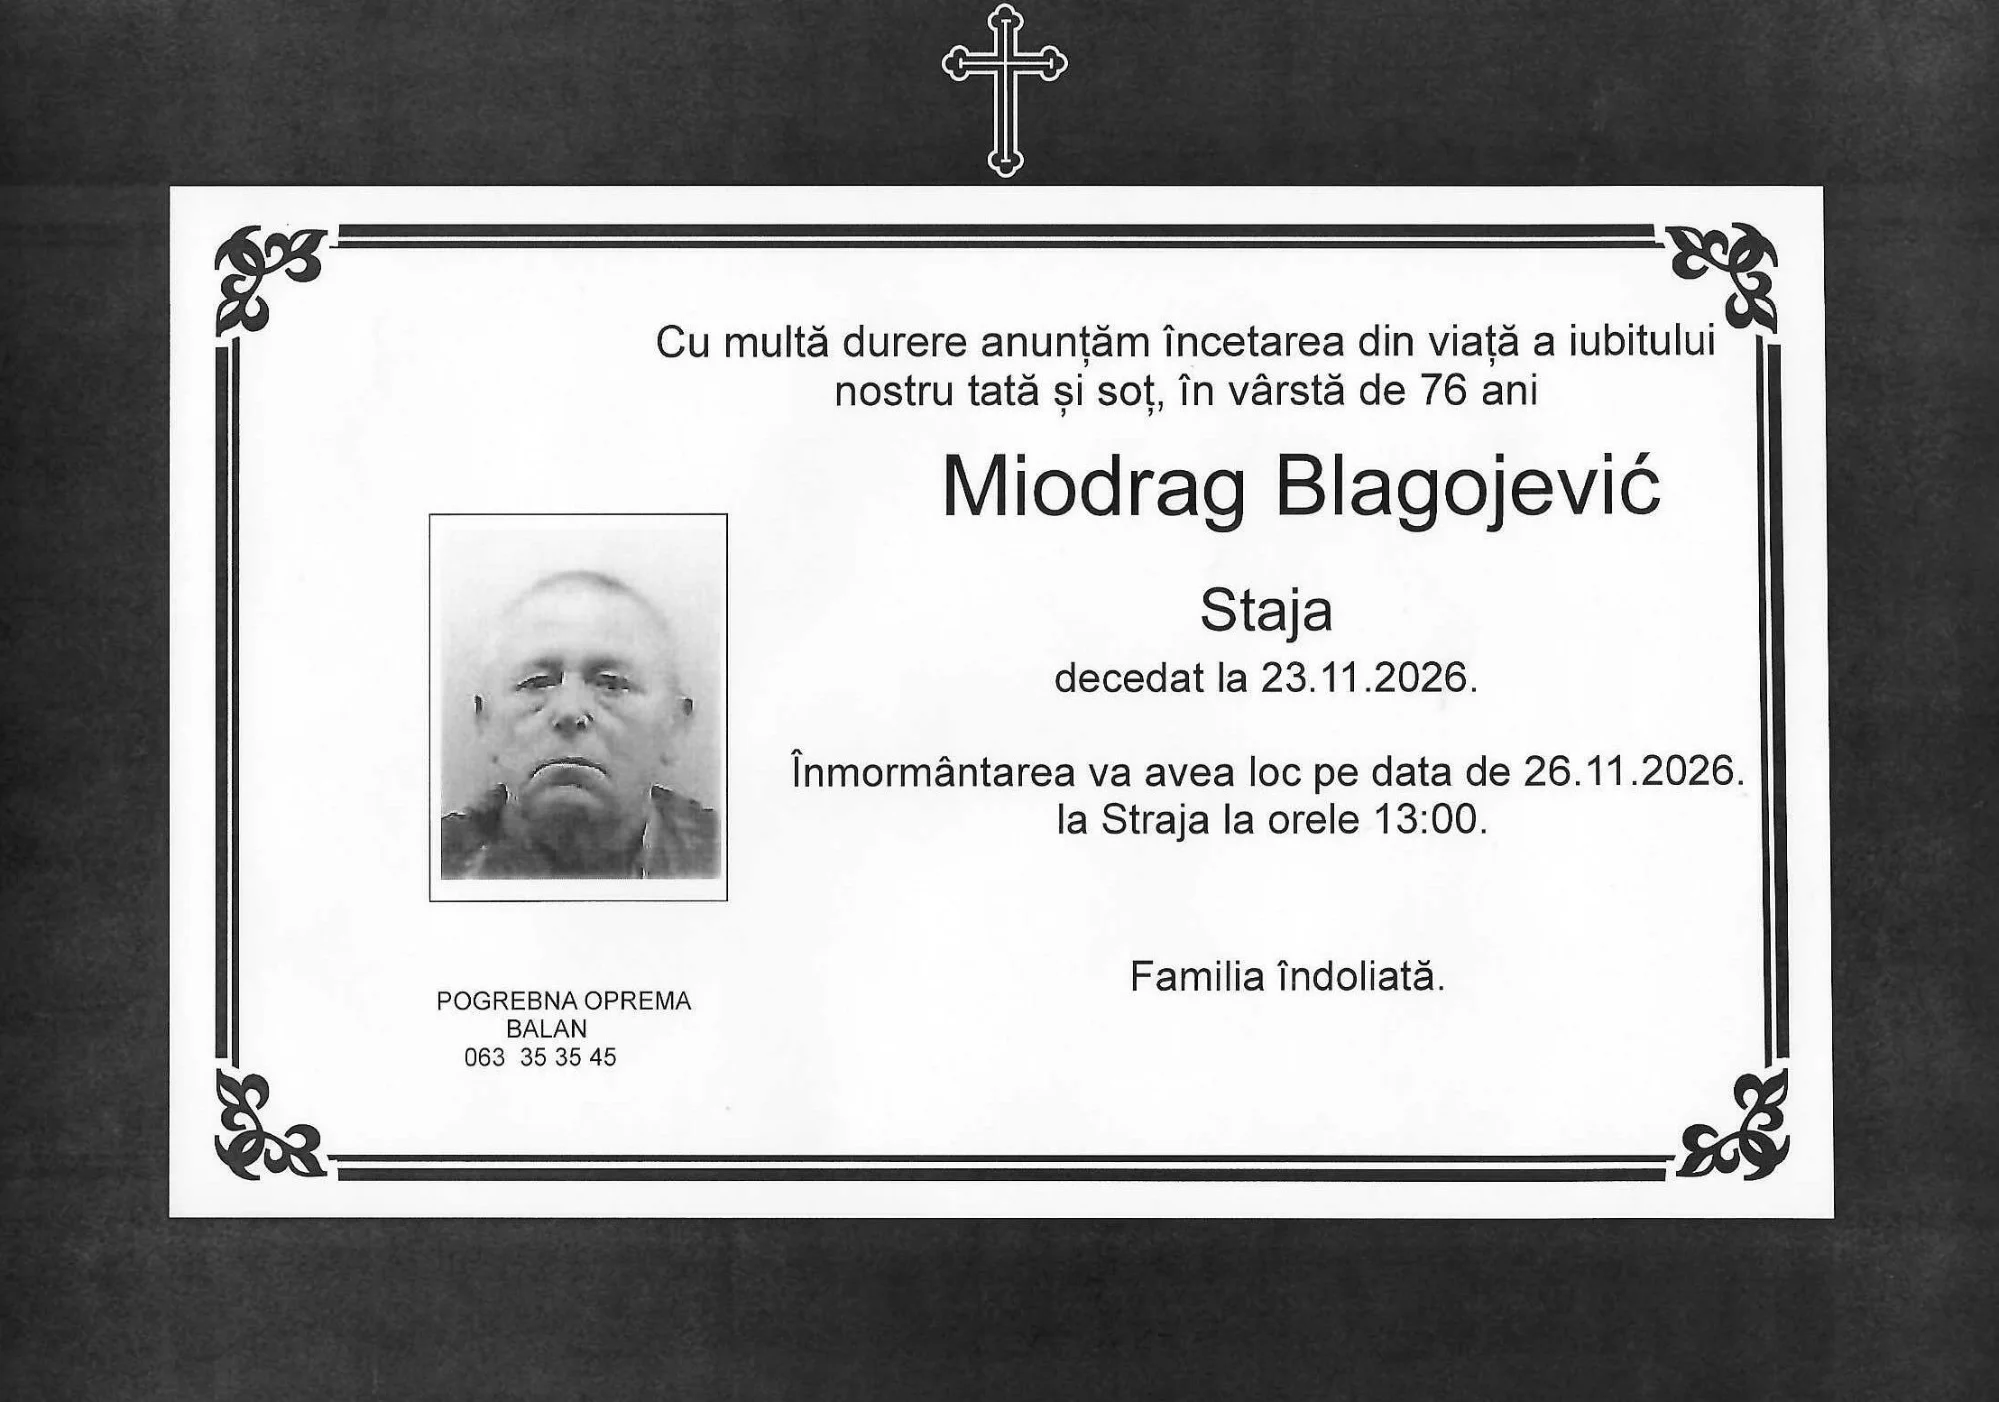 Cu multă durere anunțăm încetarea din viață a iubitului
nostru tată și soț, în vârstă de 76 ani
Miodrag Blagojević
Staja
decedat la 23.11.2026.
Înmormântarea va avea loc pe data de 26.11.2026.
la Straja la orele 13:00.
Familia îndoliată.
POGREBNA OPREMA
BALAN
063 35 35 45